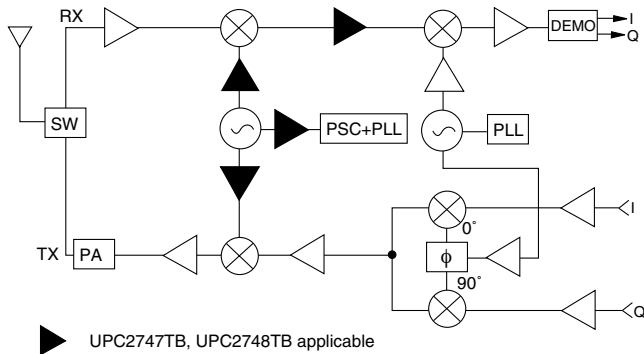 RX
DEMO
I
Q
SW
PSC+PLL
PLL
0°
I
TX
PA
ϕ
90°
Q
UPC2747TB, UPC2748TB applicable